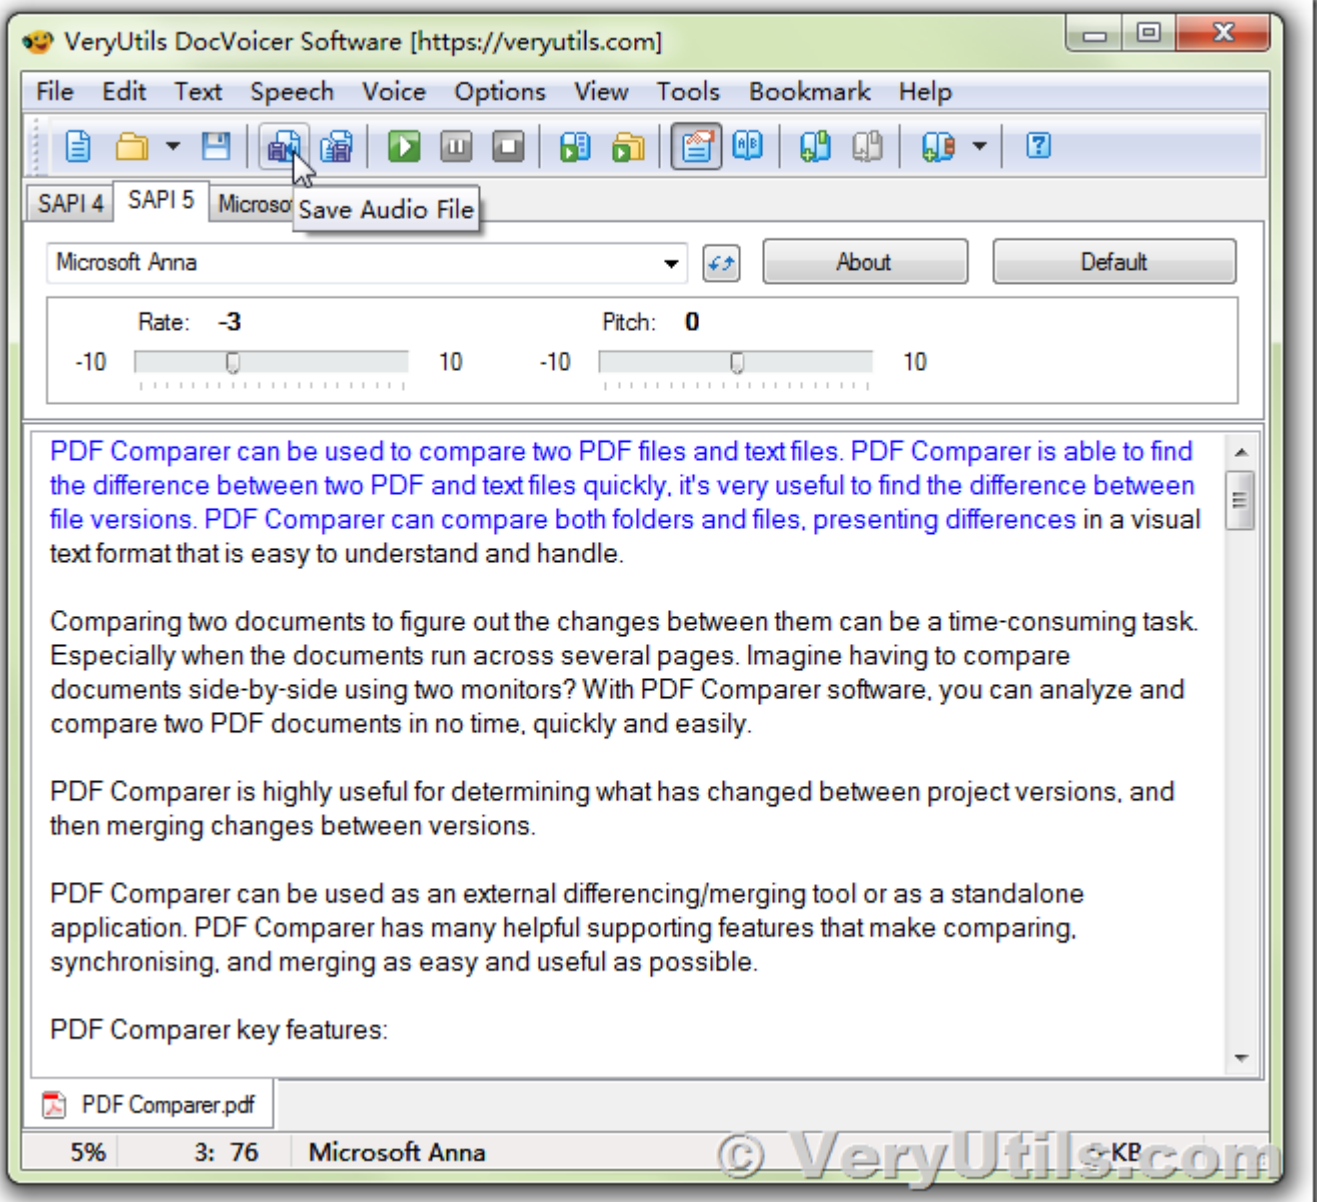 VeryUtils DocVoicer Software [https://veryutils.com]
File Edit Text Speech Voice Options View Tools Bookmark Help
SAPI 4 SAPI 5
Save Audio File
Microsoft Anna About Default
Rate: -3 Pitch: 0
-10 10 -10 10
PDF Comparer can be used to compare two PDF files and text files. PDF Comparer is able to find
the difference between two PDF and text files quickly, it's very useful to find the difference between
file versions. PDF Comparer can compare both folders and files, presenting differences in a visual
text format that is easy to understand and handle.
Comparing two documents to figure out the changes between them can be a time-consuming task.
Especially when the documents run across several pages. Imagine having to compare
documents side-by-side using two monitors? With PDF Comparer software, you can analyze and
compare two PDF documents in no time, quickly and easily.
PDF Comparer is highly useful for determining what has changed between project versions, and
then merging changes between versions.
PDF Comparer can be used as an external differencing/merging tool or as a standalone
application. PDF Comparer has many helpful supporting features that make comparing,
synchronising, and merging as easy and useful as possible.
PDF Comparer key features:
PDF Comparer.pdf
5% 3: 76 Microsoft Anna KB
© VeryUtils.com